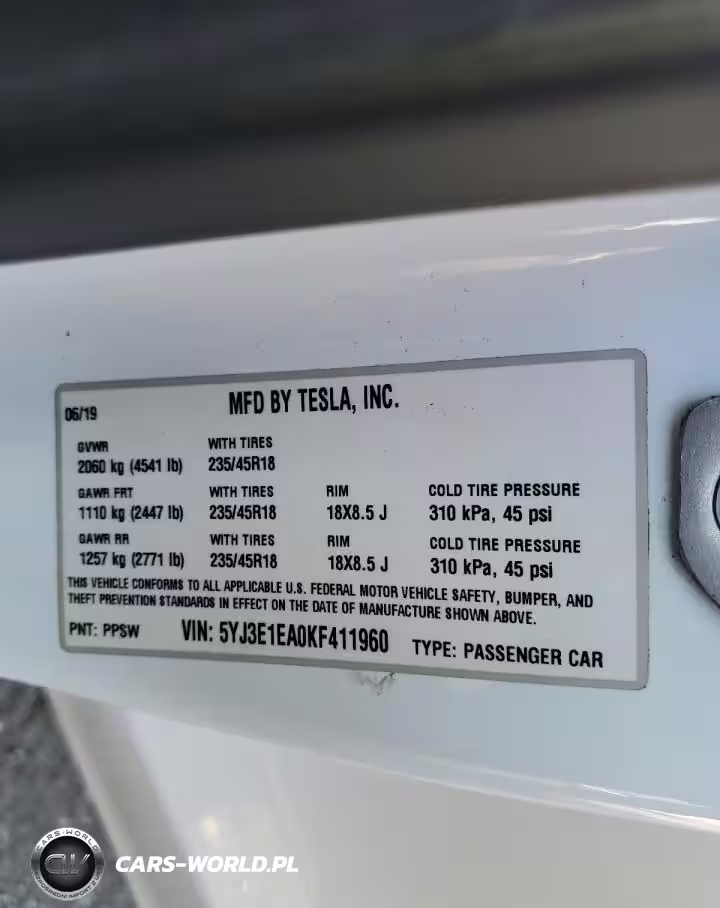 06/19
MFD BY TESLA, INC.
GVWR WITH TIRES
2060 kg (4541 lb) 235/45R18
GAWR FRT WITH TIRES RIM COLD TIRE PRESSURE
1110 kg (2447 lb) 235/45R18 18X8.5 J 310 kPa, 45 psi
GAWR RR WITH TIRES RIM COLD TIRE PRESSURE
1257 kg (2771 lb) 235/45R18 18X8.5 J 310 kPa, 45 psi
THIS VEHICLE CONFORMS TO ALL APPLICABLE U.S. FEDERAL MOTOR VEHICLE SAFETY, BUMPER, AND
THEFT PREVENTION STANDARDS IN EFFECT ON THE DATE OF MANUFACTURE SHOWN ABOVE.
PNT: PPSW VIN: 5YJ3E1EA0KF411960 TYPE: PASSENGER CAR
CARS-WORLD
CW
CARS-WORLD.PL